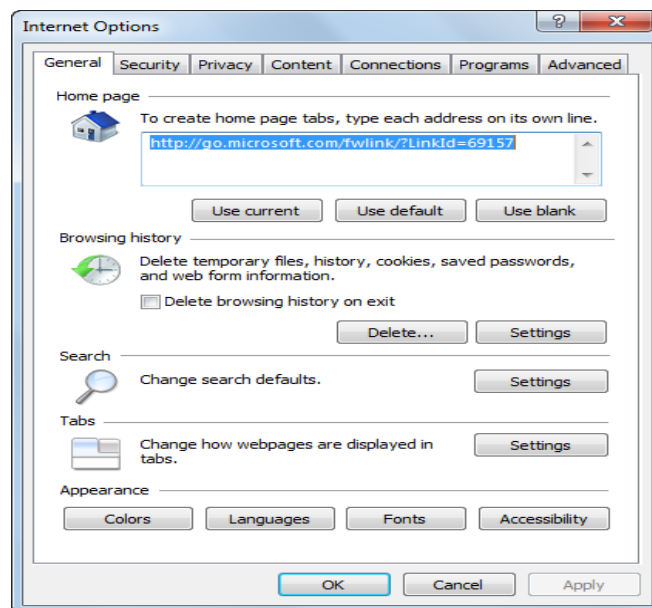 Internet Options
General Security Privacy Content Connections Programs Advanced
Home page
To create home page tabs, type each address on its own line.
http://go.microsoft.com/fwlink/?LinkId=69157
Use current Use default Use blank
Browsing history
Delete temporary files, history, cookies, saved passwords,
and web form information.
Delete browsing history on exit
Delete... Settings
Search
Change search defaults.
Settings
Tabs
Change how webpages are displayed in
tabs.
Settings
Appearance
Colors Languages Fonts Accessibility
OK Cancel Apply